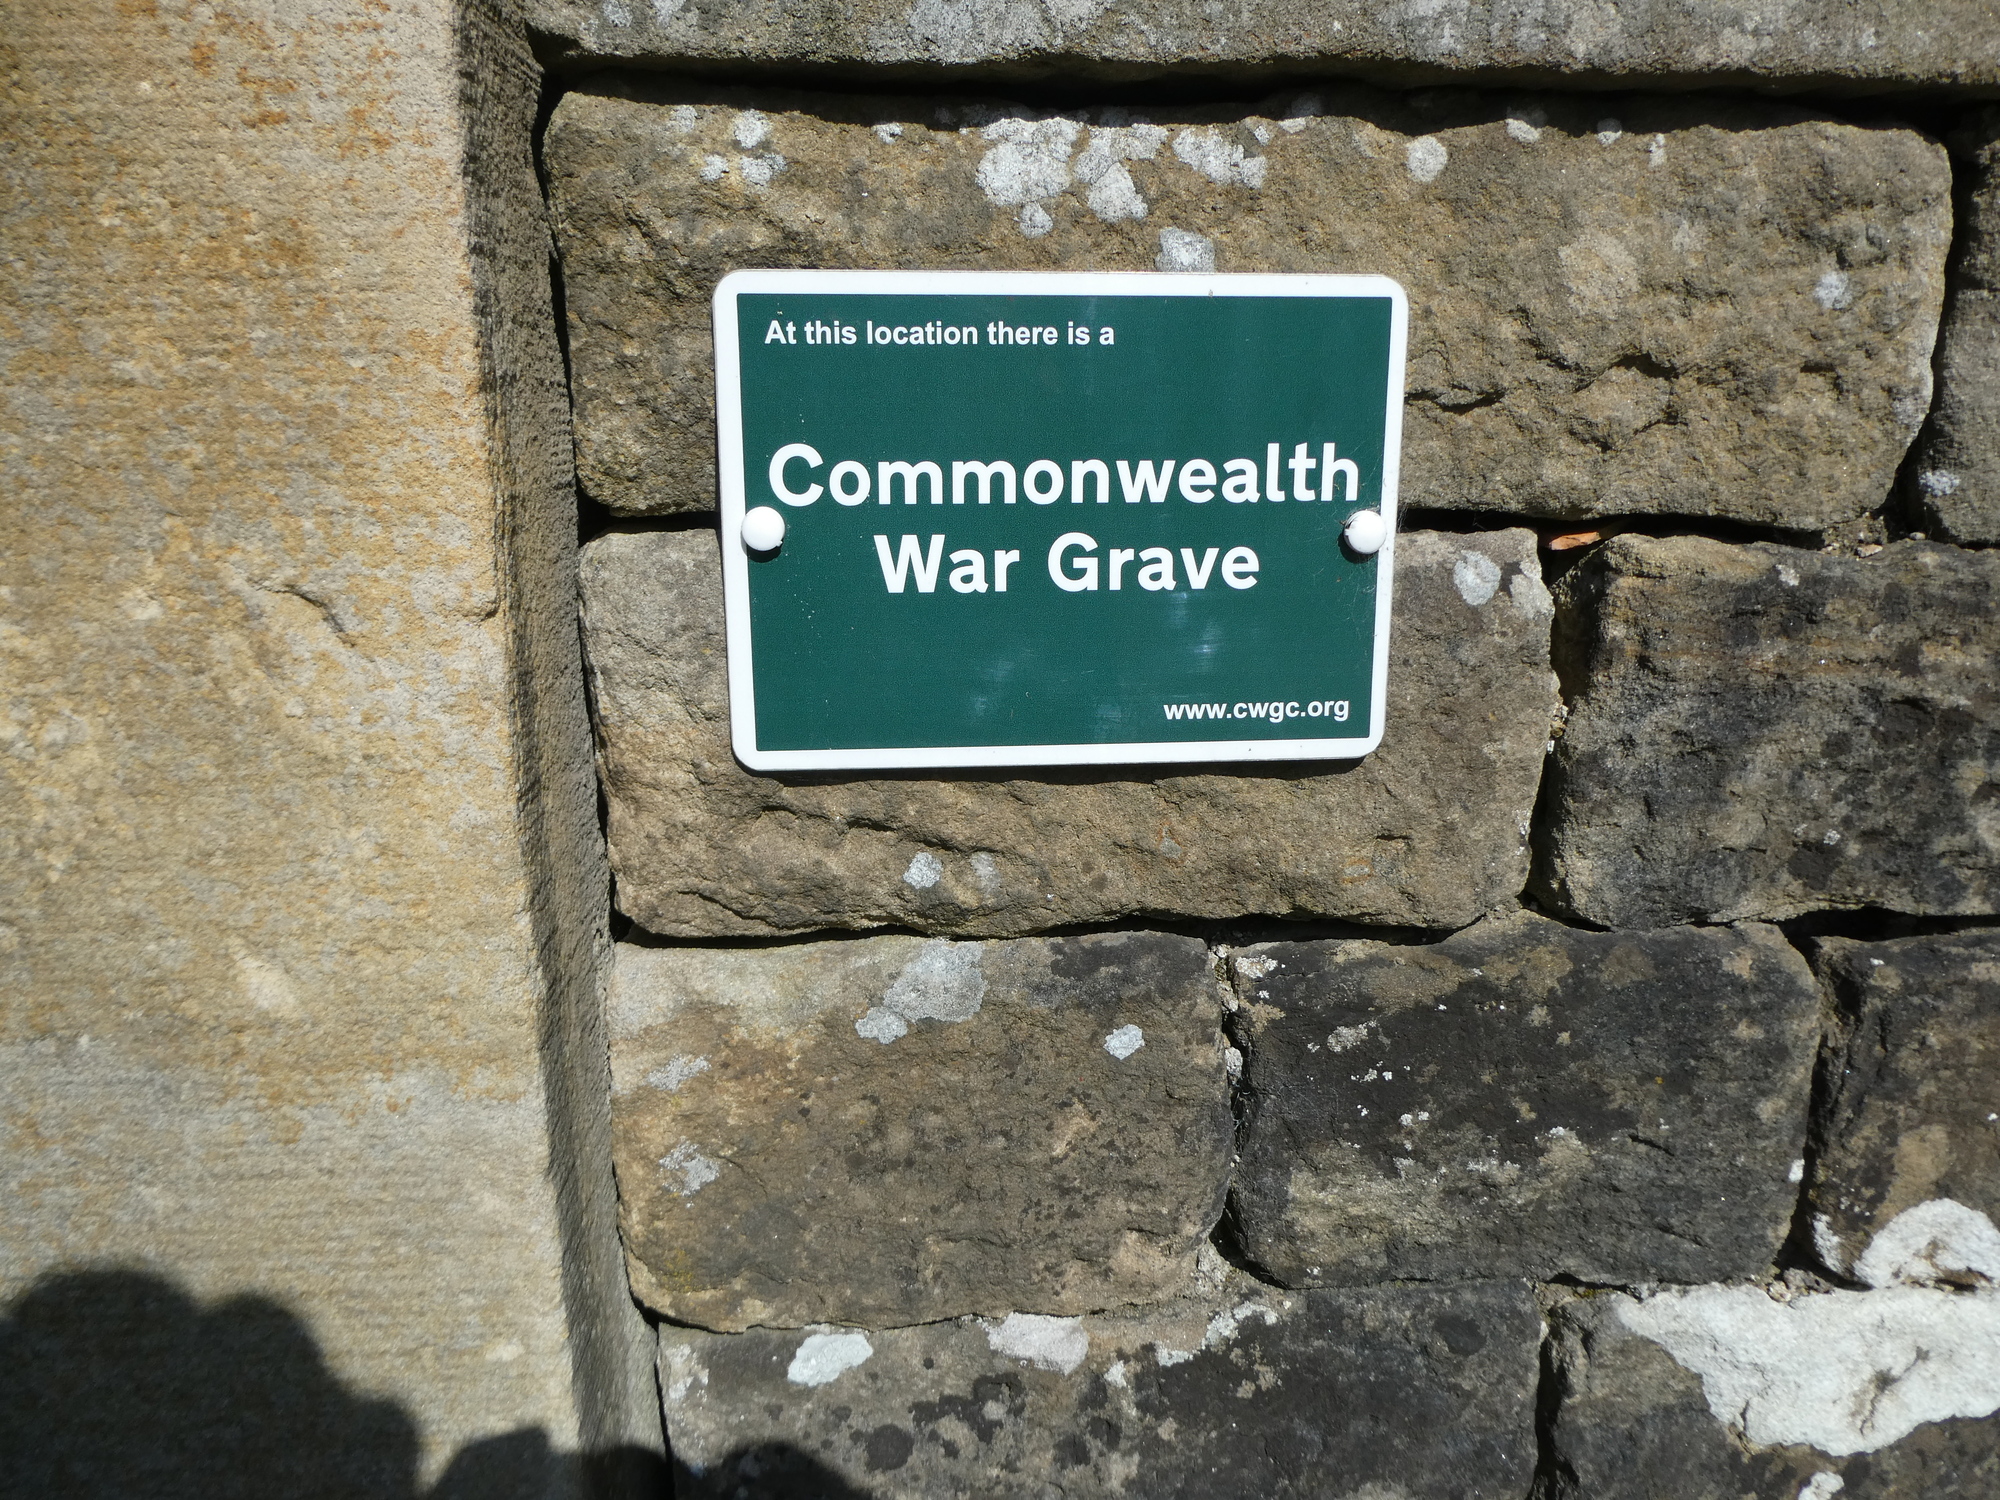 At this location there is a
Commonwealth
War Grave
www.cwgc.org